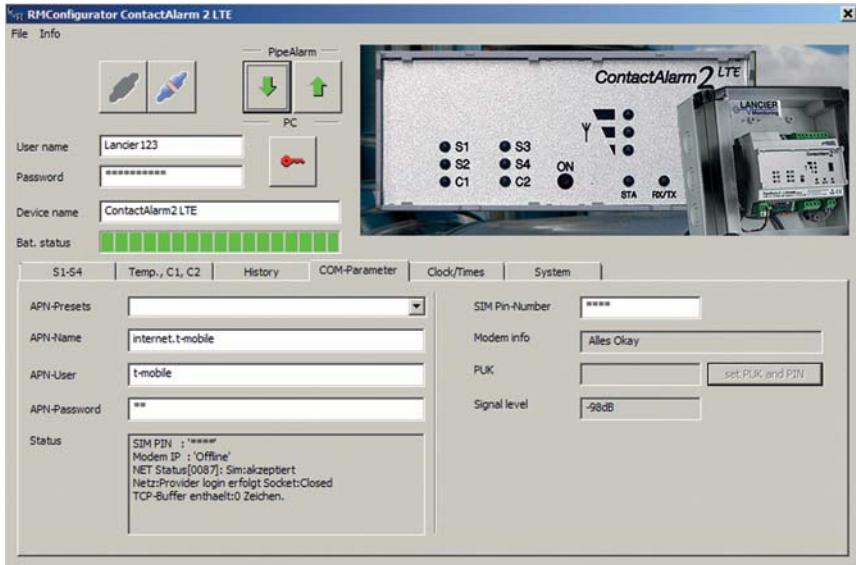 RMConfigurator ContactAlarm 2 LTE
File Info
PipeAlarm
PC
User name Lancier123
Password **********
Device name ContactAlarm2 LTE
Bat. status
ContactAlarm 2 LTE
S1 S3
S2 S4
C1 C2
ON
STA RX/TX
LANCIER
Monitoring
S1-S4 Temp., C1, C2 History COM-Parameter Clock/Times System
APN-Presets
APN-Name internet.t-mobile
APN-User t-mobile
APN-Password **
Status
SIM PIN : '****'
Modem IP : 'Offline'
NET Status[0087]: Sim:akzeptiert
Netz:Provider login erfolgt Socket:Closed
TCP-Buffer enthaelt:0 Zeichen.
SIM Pin-Number ****
Modem info Alles Okay
PUK set PUK and PIN
Signal level -98dB